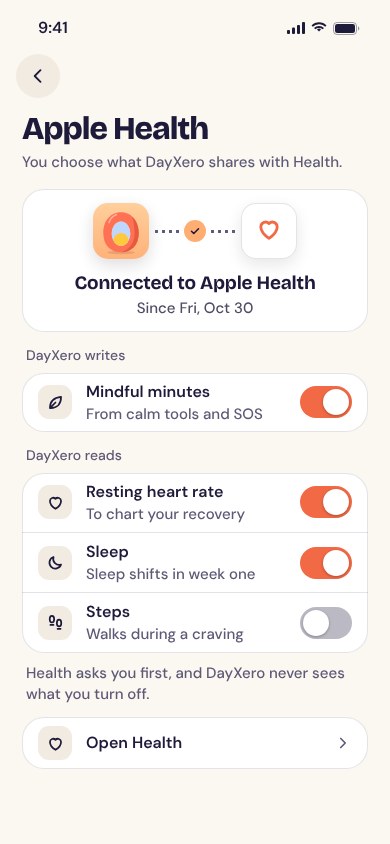 9:41
Apple Health
You choose what DayXero shares with Health.
Connected to Apple Health
Since Fri, Oct 30
DayXero writes
Mindful minutes
From calm tools and SOS
DayXero reads
Resting heart rate
To chart your recovery
Sleep
Sleep shifts in week one
Steps
Walks during a craving
Health asks you first, and DayXero never sees
what you turn off.
Open Health